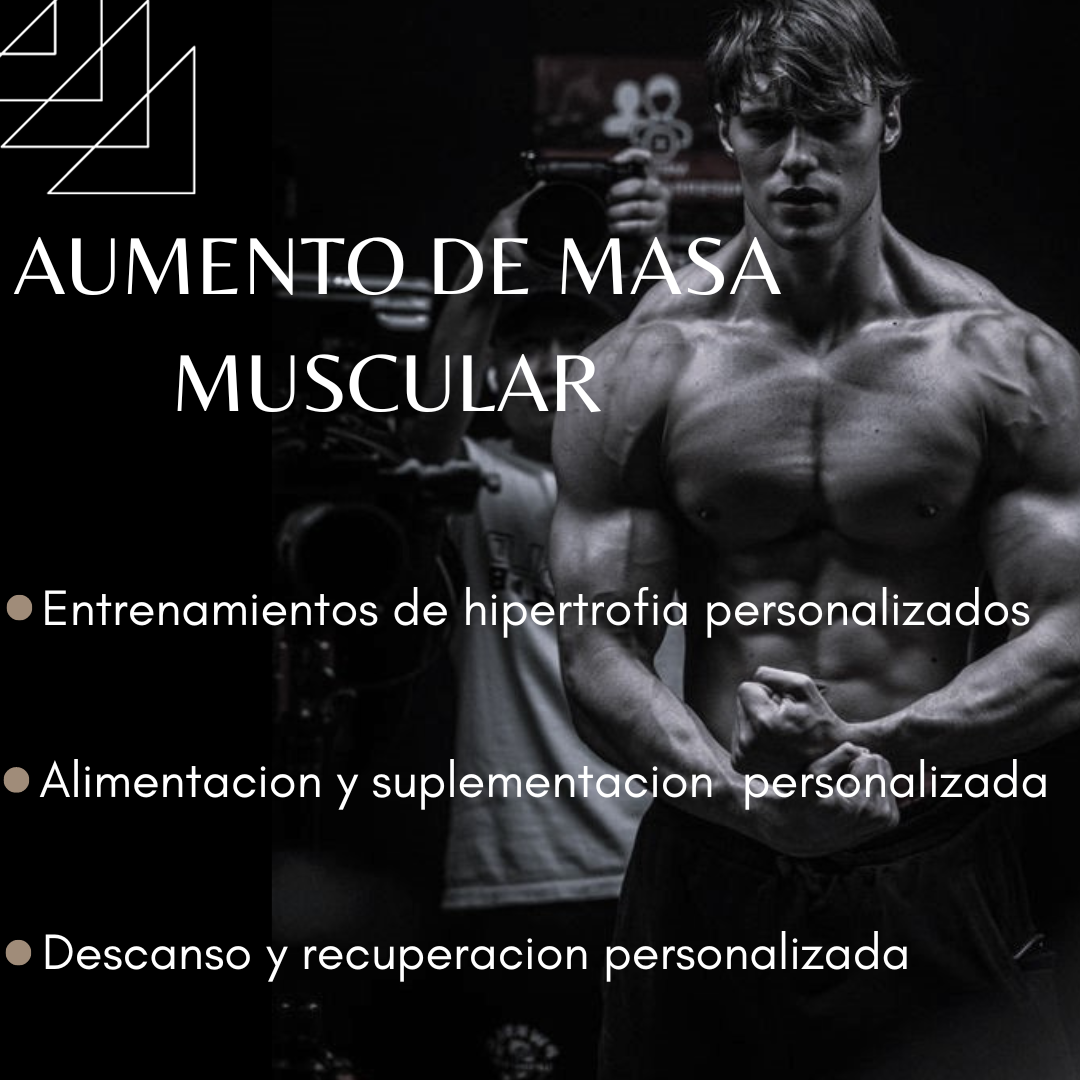 AUMENTO DE MASA
MUSCULAR
Entrenamientos de hipertrofia personalizados
Alimentacion y suplementacion personalizada
Descanso y recuperacion personalizada